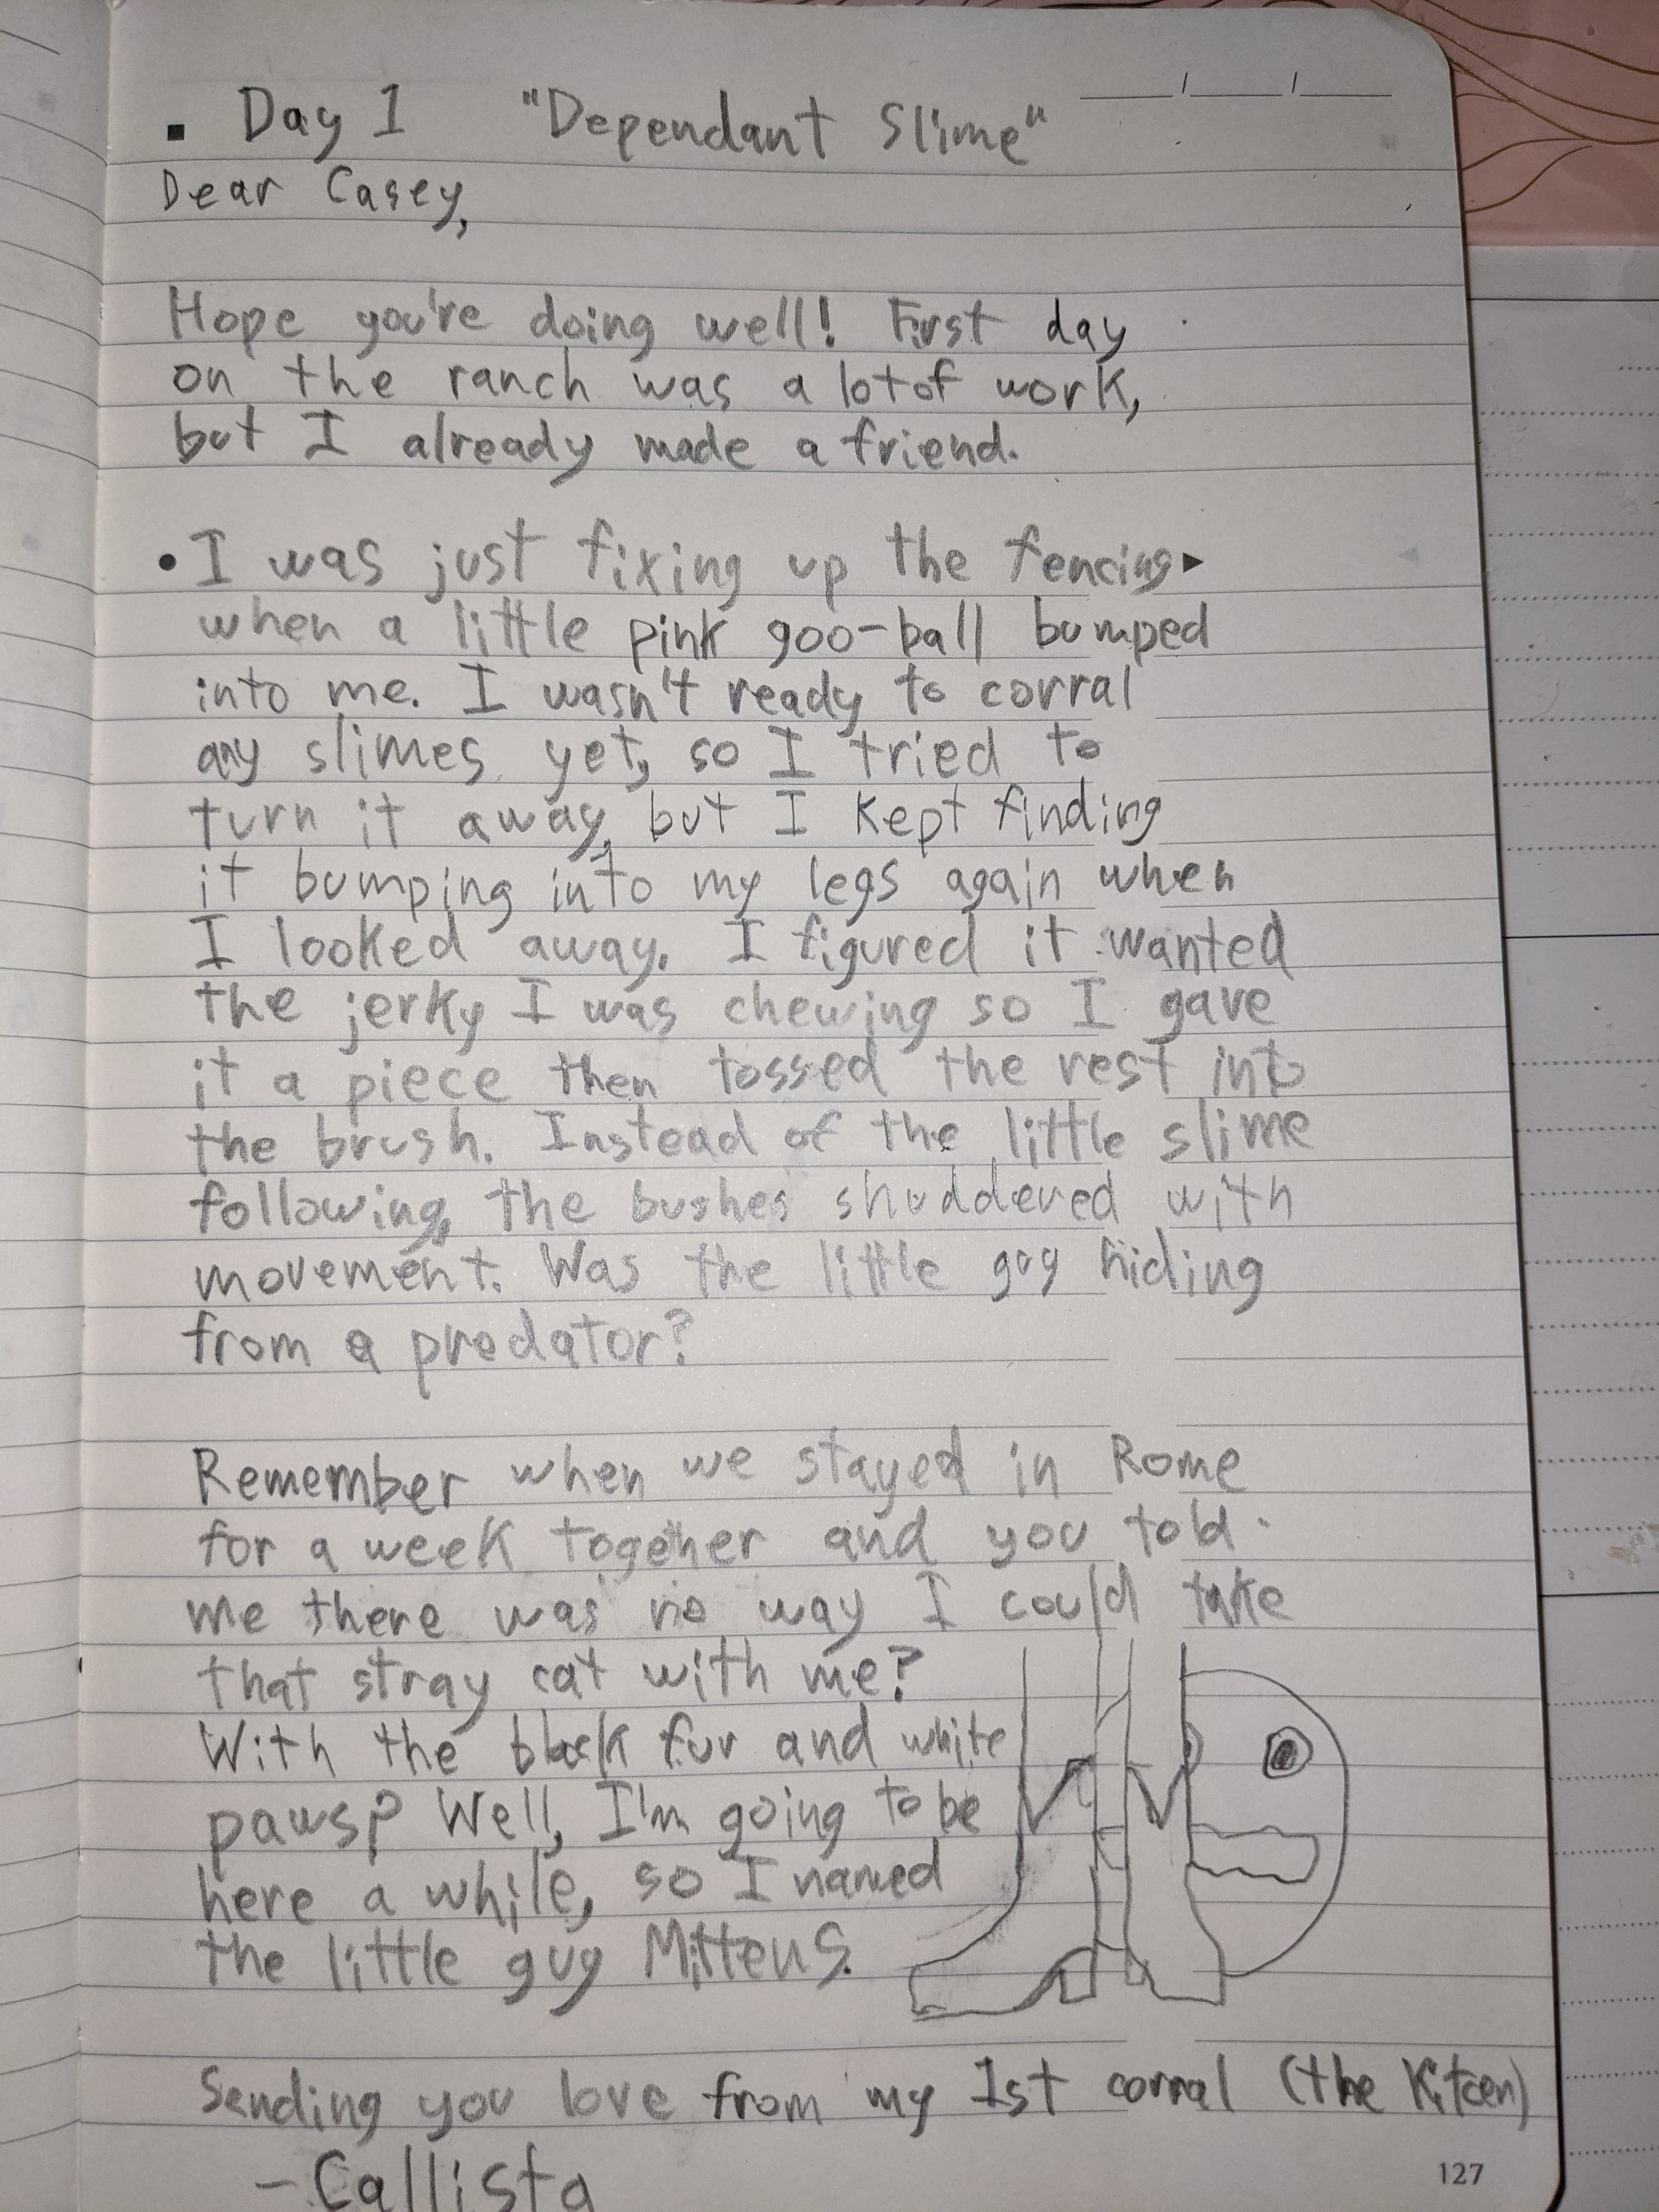 ▪ Day 1 "Dependant Slime" ___/___/___
Dear Casey,
Hope you're doing well! First day
on the ranch was a lot of work,
but I already made a friend.
• I was just fixing up the fencing ▸
when a little pink goo-ball bumped
into me. I wasn't ready to corral
any slimes yet, so I tried to
turn it away, but I kept finding
it bumping into my legs again when
I looked away. I figured it wanted
the jerky I was chewing so I gave
it a piece then tossed the rest into
the brush. Instead of the little slime
following, the bushes shuddered with
movement. Was the little guy hiding
from a predator?
Remember when we stayed in Rome
for a week together and you told
me there was no way I could take
that stray cat with me?
With the black fur and white
paws? Well, I'm going to be
here a while, so I named
the little guy Mittens.
Sending you love from my 1st corral (the Kitcen)
-Callista
127